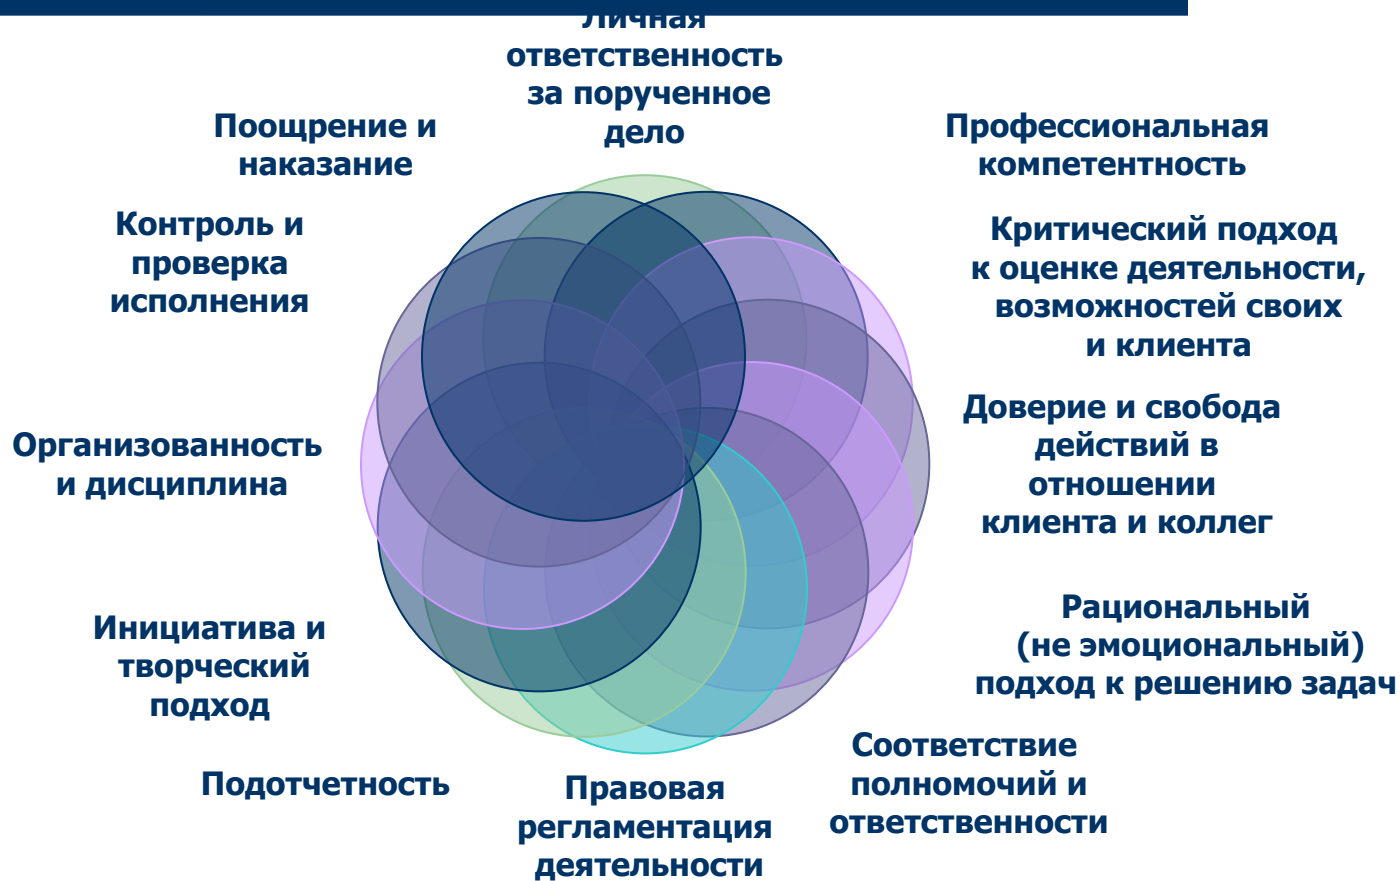 Личная
ответственность
за порученное
дело
Профессиональная
компетентность
Критический подход
к оценке деятельности,
возможностей своих
и клиента
Доверие и свобода
действий в
отношении
клиента и коллег
Рациональный
(не эмоциональный)
подход к решению задач
Соответствие
полномочий и
ответственности
Правовая
регламентация
деятельности
Подотчетность
Инициатива и
творческий
подход
Организованность
и дисциплина
Контроль и
проверка
исполнения
Поощрение и
наказание